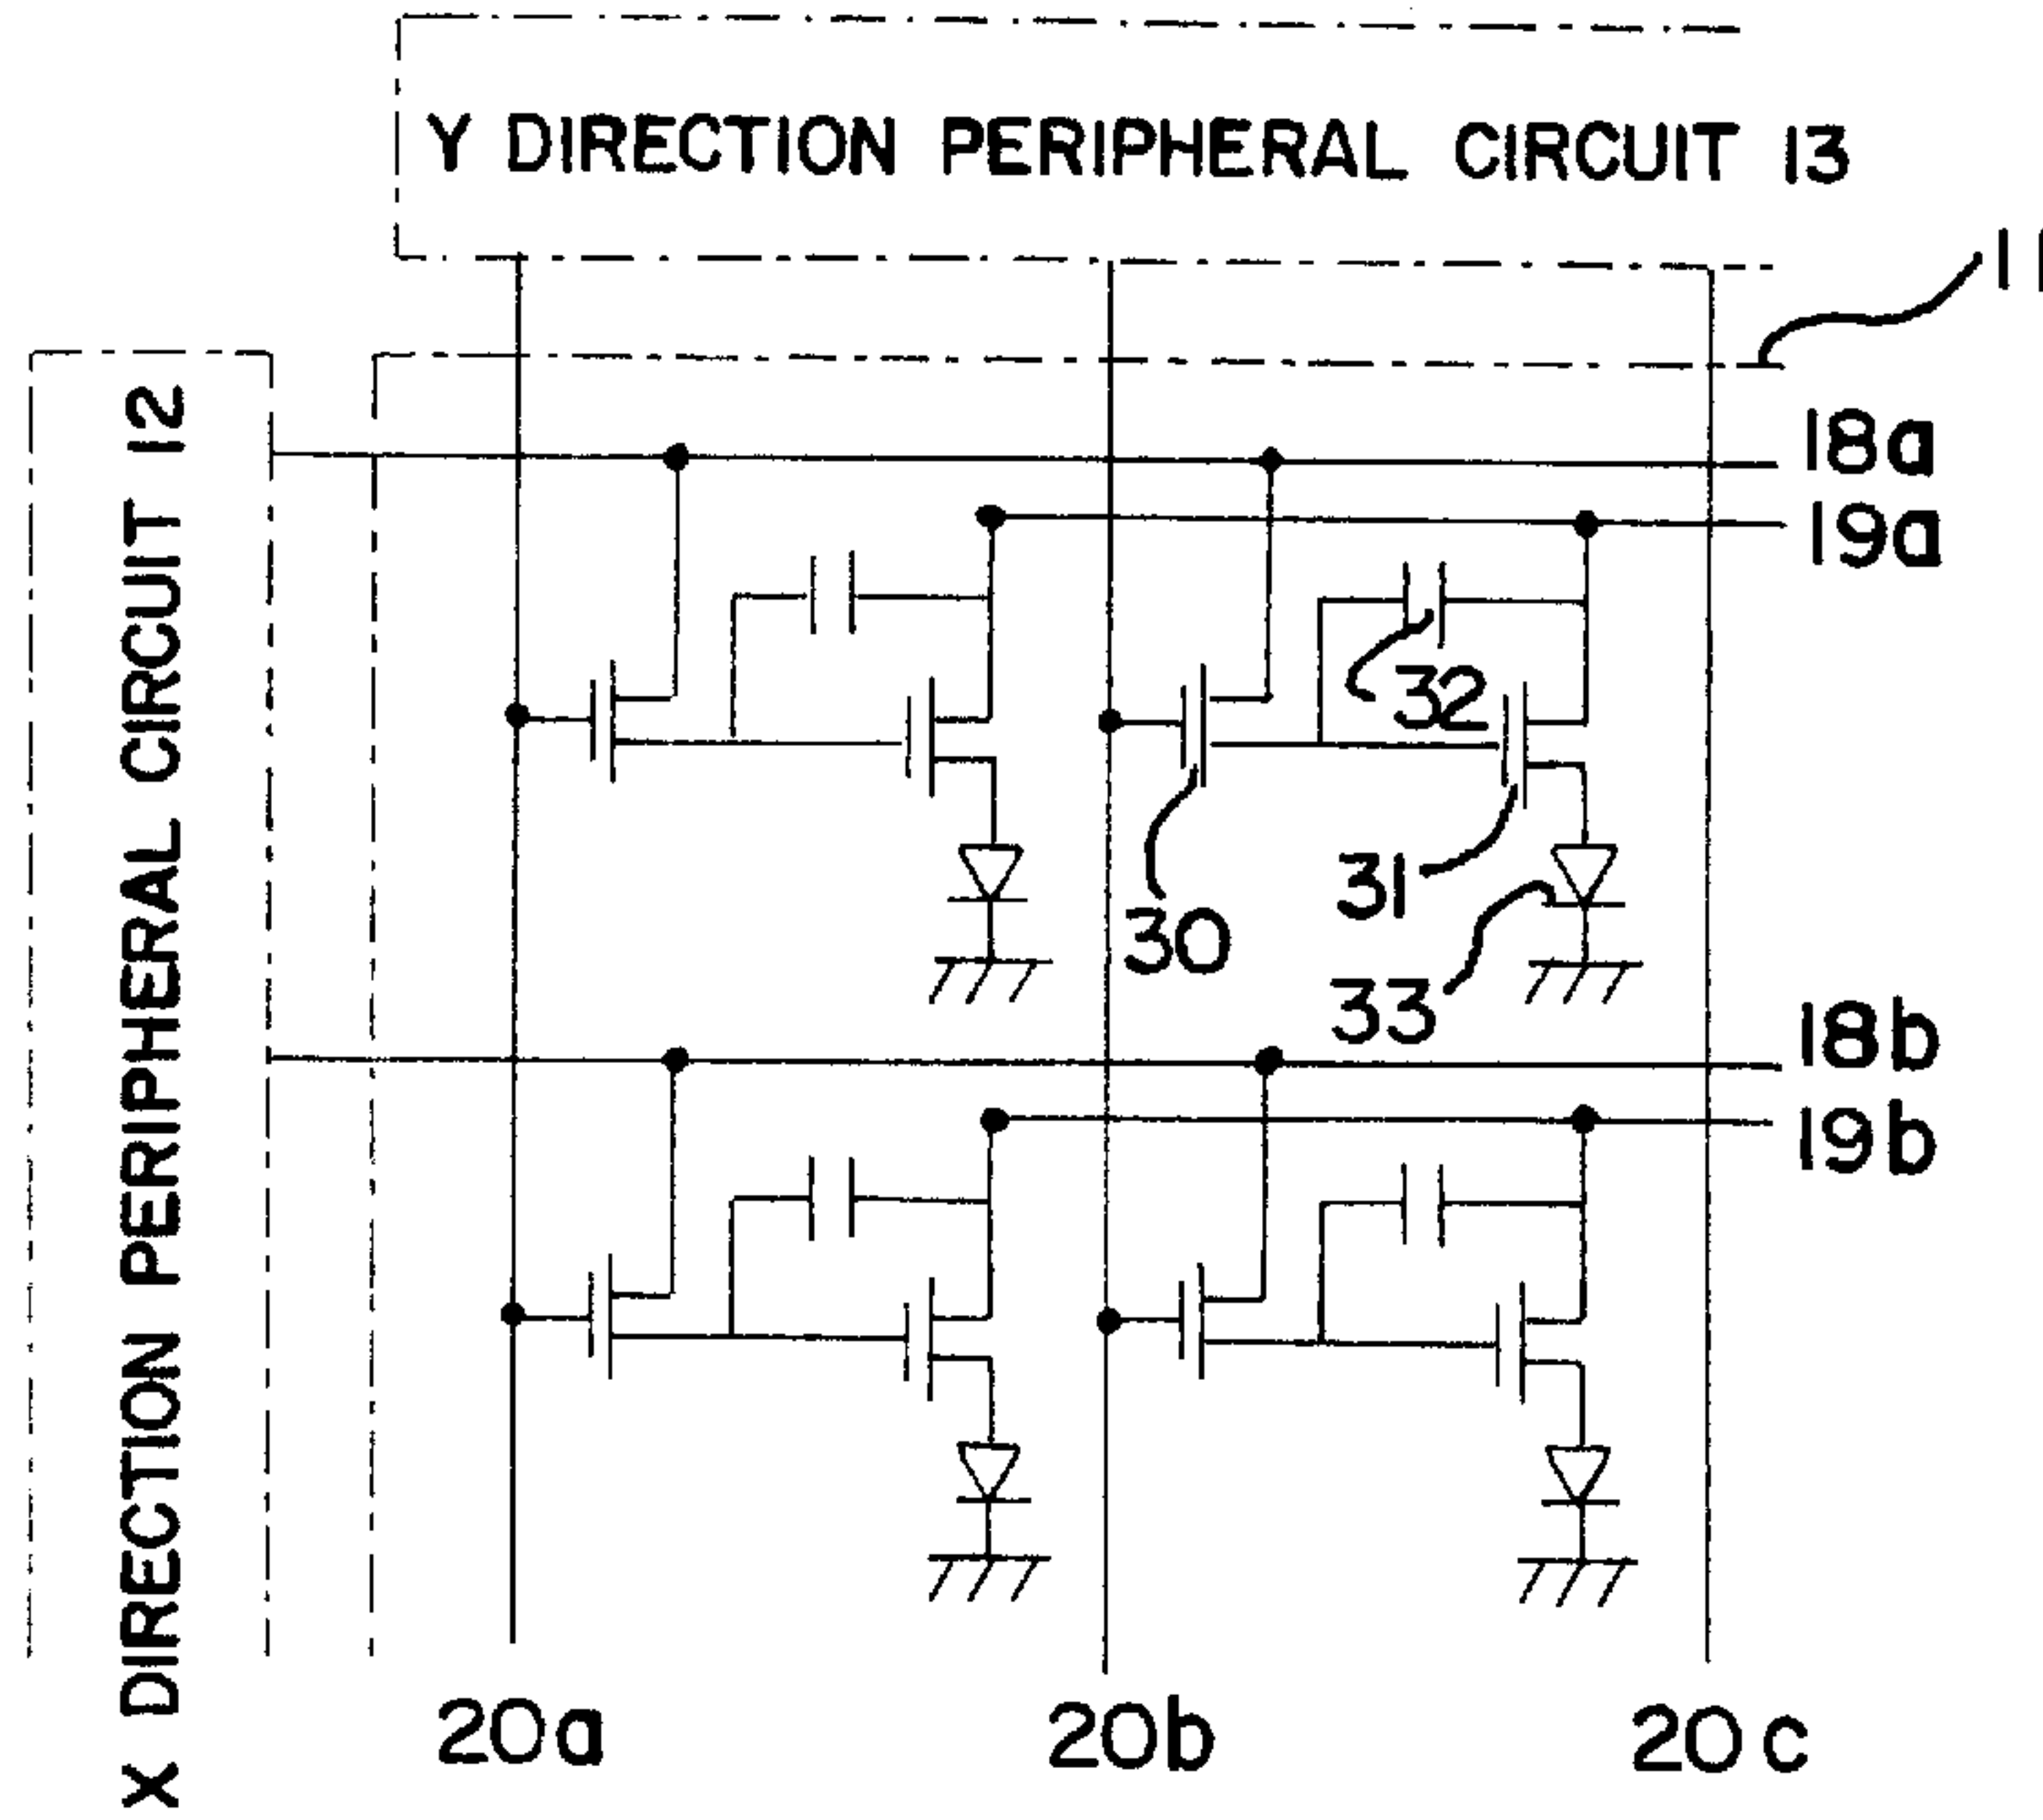 Y DIRECTION PERIPHERAL CIRCUIT 13
11
X DIRECTION PERIPHERAL CIRCUIT 12
18a
19a
32
31
30
33
18b
19b
20a
20b
20c